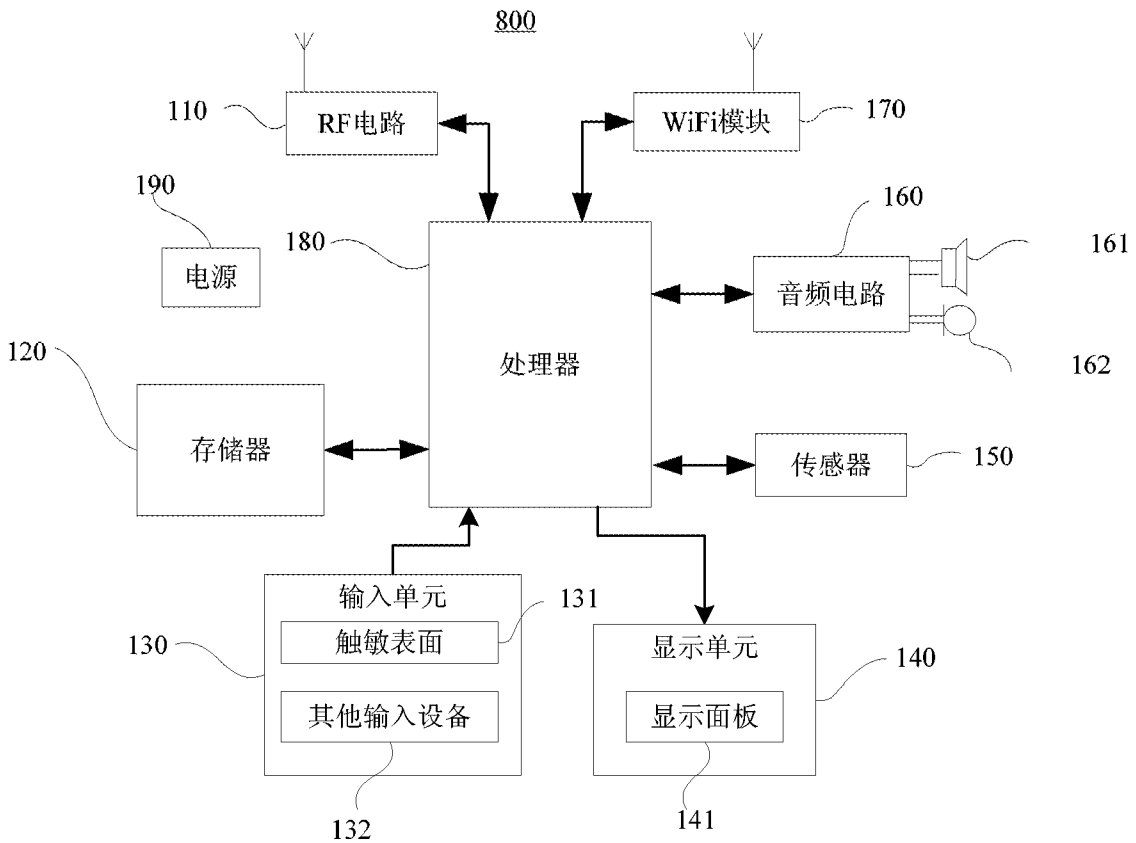 800
110
RF电路
WiFi模块
170
190
电源
180
处理器
160
音频电路
161
162
120
存储器
传感器
150
输入单元
131
触敏表面
130
其他输入设备
132
显示单元
140
显示面板
141